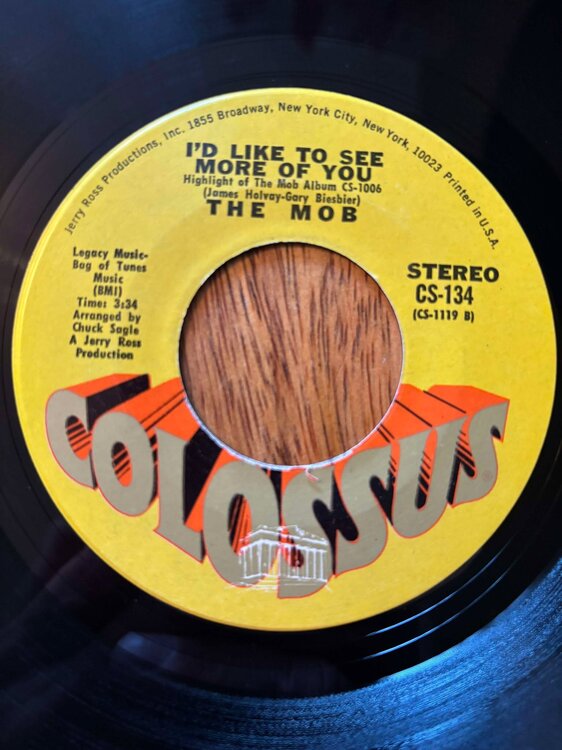 Jerry Ross Productions, Inc. 1855 Broadway, New York City, New York, 10023 Printed in U.S.A.
I'D LIKE TO SEE
MORE OF YOU
Highlight of The Mob Album CS-1006
(James Holvay-Gary Biesbier)
THE MOB
Legacy Music-
Bag of Tunes
Music
(BMI)
Time: 3:34
Arranged by
Chuck Sagle
A Jerry Ross
Production
STEREO
CS-134
(CS-1119 B)
COLOSSUS